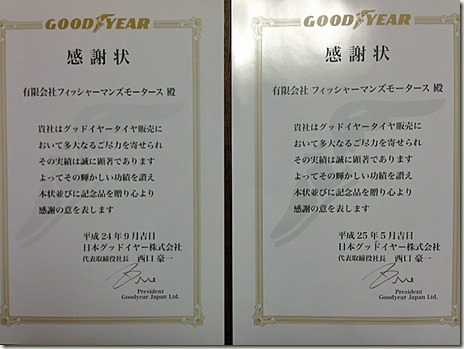 GOODYEAR
感謝状
有限会社フィッシャーマンズモータース 殿
貴社はグッドイヤータイヤ販売に
おいて多大なるご尽力を寄せられ
その実績は誠に顕著であります
よってその輝かしい功績を讃え
本状並びに記念品を贈り心より
感謝の意を表します
平成24年9月吉日
日本グッドイヤー株式会社
代表取締役社長 西口豪一
President
Goodyear Japan Ltd.
GOODYEAR
感謝状
有限会社 フィッシャーマンズモータース 殿
貴社はグッドイヤータイヤ販売に
おいて多大なるご尽力を寄せられ
その実績は誠に顕著であります
よってその輝かしい功績を讃え
本状並びに記念品を贈り心より
感謝の意を表します
平成25年5月吉日
日本グッドイヤー株式会社
代表取締役社長 西口豪一
President
Goodyear Japan Ltd.